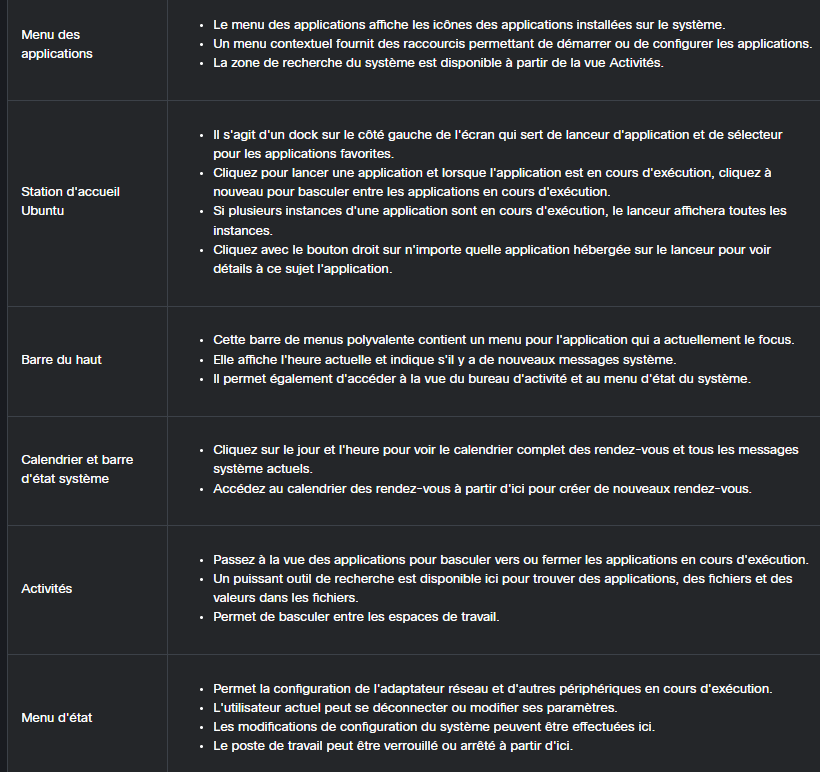 Menu des
applications
• Le menu des applications affiche les icônes des applications installées sur le système.
• Un menu contextuel fournit des raccourcis permettant de démarrer ou de configurer les applications.
• La zone de recherche du système est disponible à partir de la vue Activités.
Station d'accueil
Ubuntu
• Il s'agit d'un dock sur le côté gauche de l'écran qui sert de lanceur d'application et de sélecteur
pour les applications favorites.
• Cliquez pour lancer une application et lorsque l'application est en cours d'exécution, cliquez à
nouveau pour basculer entre les applications en cours d'exécution.
• Si plusieurs instances d'une application sont en cours d'exécution, le lanceur affichera toutes les
instances.
• Cliquez avec le bouton droit sur n'importe quelle application hébergée sur le lanceur pour voir
détails à ce sujet l'application.
Barre du haut
• Cette barre de menus polyvalente contient un menu pour l'application qui a actuellement le focus.
• Elle affiche l'heure actuelle et indique s'il y a de nouveaux messages système.
• Il permet également d'accéder à la vue du bureau d'activité et au menu d'état du système.
Calendrier et barre
d'état système
• Cliquez sur le jour et l'heure pour voir le calendrier complet des rendez-vous et tous les messages
système actuels.
• Accédez au calendrier des rendez-vous à partir d'ici pour créer de nouveaux rendez-vous.
Activités
• Passez à la vue des applications pour basculer vers ou fermer les applications en cours d'exécution.
• Un puissant outil de recherche est disponible ici pour trouver des applications, des fichiers et des
valeurs dans les fichiers.
• Permet de basculer entre les espaces de travail.
Menu d'état
• Permet la configuration de l'adaptateur réseau et d'autres périphériques en cours d'exécution.
• L'utilisateur actuel peut se déconnecter ou modifier ses paramètres.
• Les modifications de configuration du système peuvent être effectuées ici.
• Le poste de travail peut être verrouillé ou arrêté à partir d'ici.